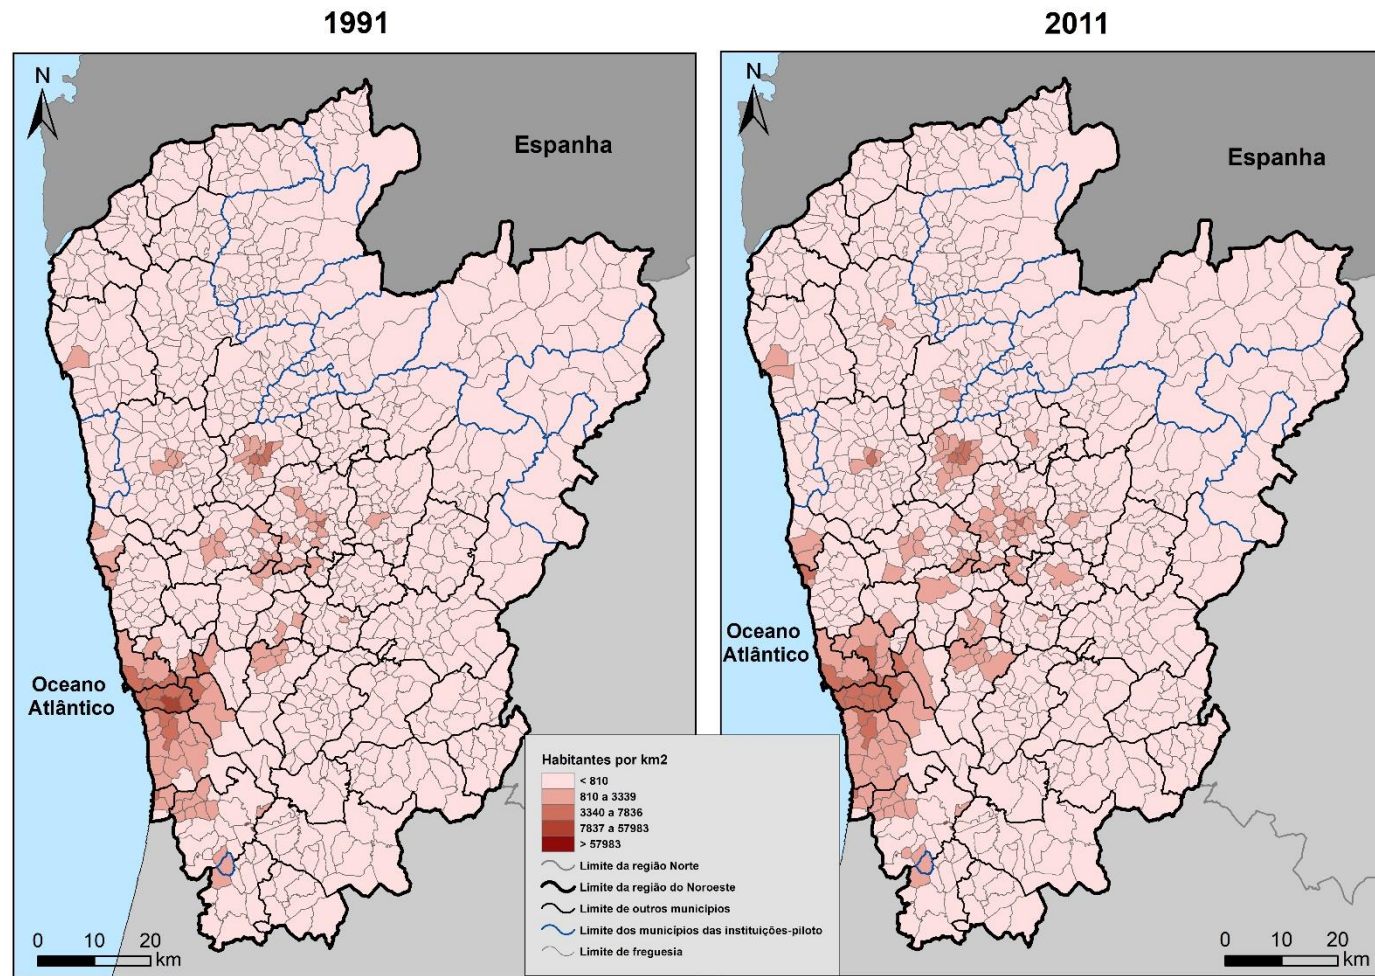 1991
2011
N
Espanha
Oceano
Atlântico
0 10 20
km
N
Espanha
Oceano
Atlântico
0 10 20
km
Habitantes por km2
< 810
810 a 3339
3340 a 7836
7837 a 57983
> 57983
Limite da região Norte
Limite da região do Noroeste
Limite de outros municípios
Limite dos municípios das instituições-piloto
Limite de freguesia